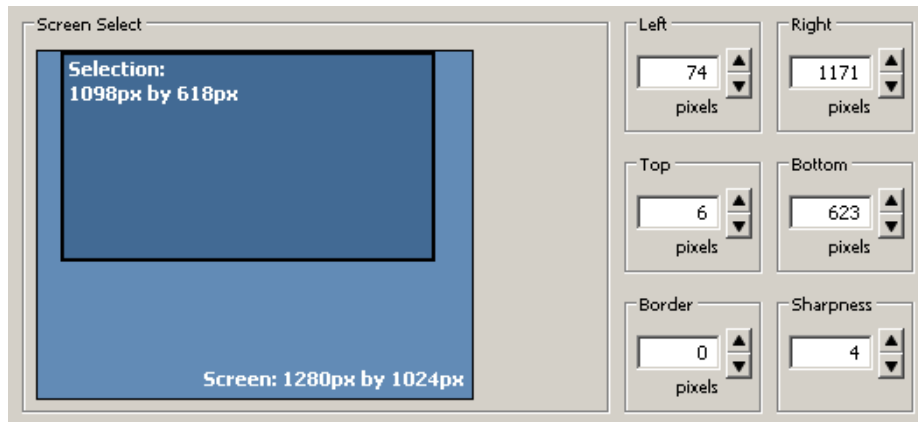 Screen Select
Selection:
1098px by 618px
Screen: 1280px by 1024px
Left
74
pixels
Right
1171
pixels
Top
6
pixels
Bottom
623
pixels
Border
0
pixels
Sharpness
4